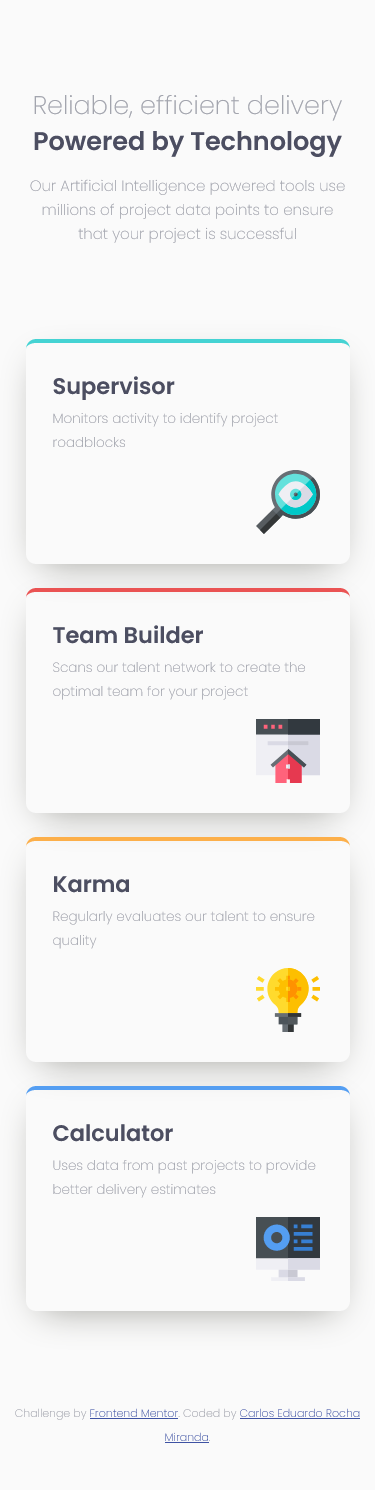 Reliable, efficient delivery
Powered by Technology
Our Artificial Intelligence powered tools use
millions of project data points to ensure
that your project is successful
Supervisor
Monitors activity to identify project
roadblocks
Team Builder
Scans our talent network to create the
optimal team for your project
Karma
Regularly evaluates our talent to ensure
quality
Calculator
Uses data from past projects to provide
better delivery estimates
Challenge by Frontend Mentor. Coded by Carlos Eduardo Rocha
Miranda.